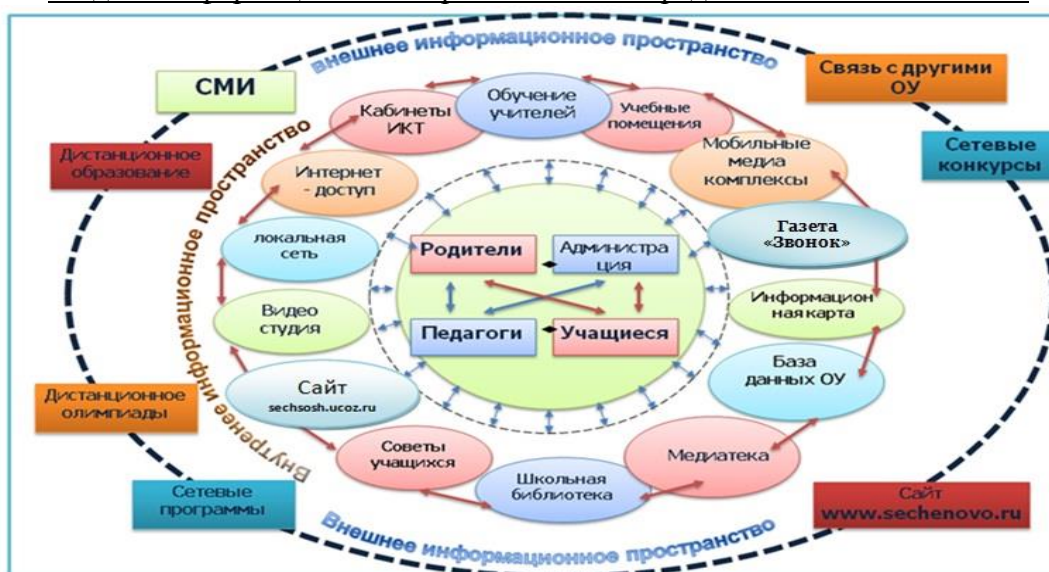 внешнее информационное пространство
СМИ
Связь с другими
ОУ
Кабинеты
ИКТ
Обучение
учителей
Учебные
помещения
Дистанционное
образование
Интернет
- доступ
Мобильные
медиа
комплексы
Сетевые
конкурсы
локальная
сеть
Родители
Администра
ция
Газета
«Звонок»
Видео
студия
Педагоги
Учащиеся
Информацион
ная карта
Сайт
sechsosh.ucoz.ru
База
данных ОУ
Дистанционное
олимпиады
Внутренее информационное пространство
Советы
учащихся
Школьная
библиотека
Медиатека
Сетевые
программы
Сайт
www.sechenovo.ru
Внешнее информационное пространство